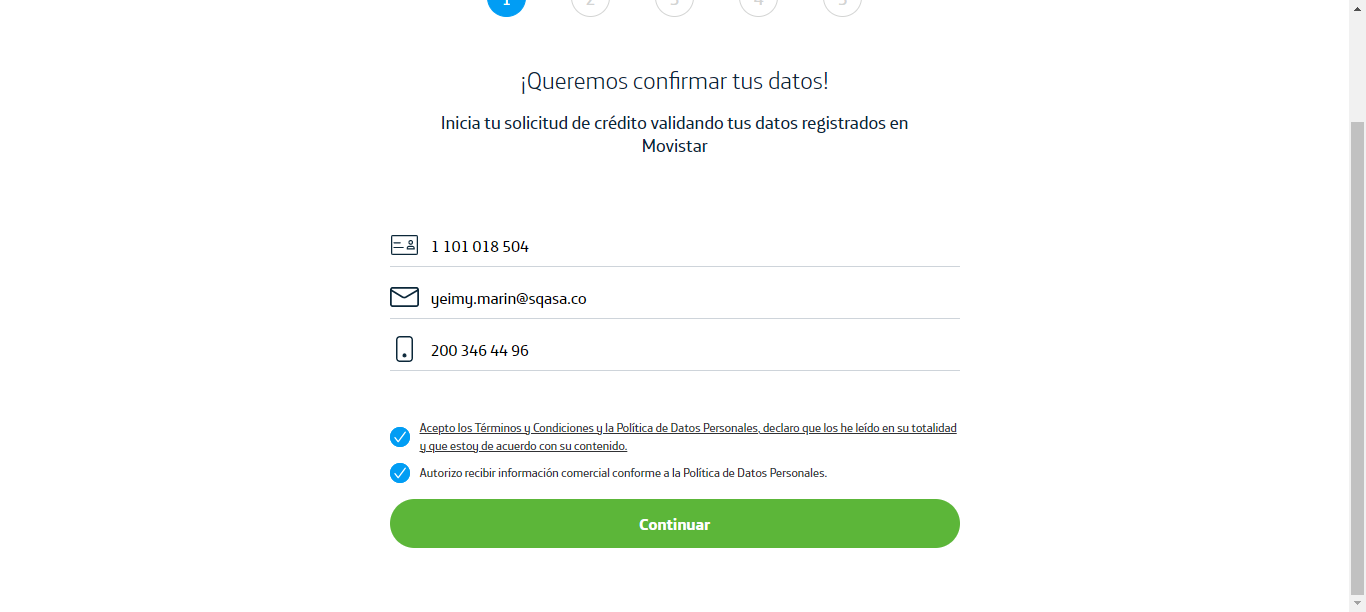 1 2 3 4 5
¡Queremos confirmar tus datos!
Inicia tu solicitud de crédito validando tus datos registrados en
Movistar
1 101 018 504
yeimy.marin@sqasa.co
200 346 44 96
Acepto los Términos y Condiciones y la Política de Datos Personales, declaro que los he leído en su totalidad
y que estoy de acuerdo con su contenido.
Autorizo recibir información comercial conforme a la Política de Datos Personales.
Continuar